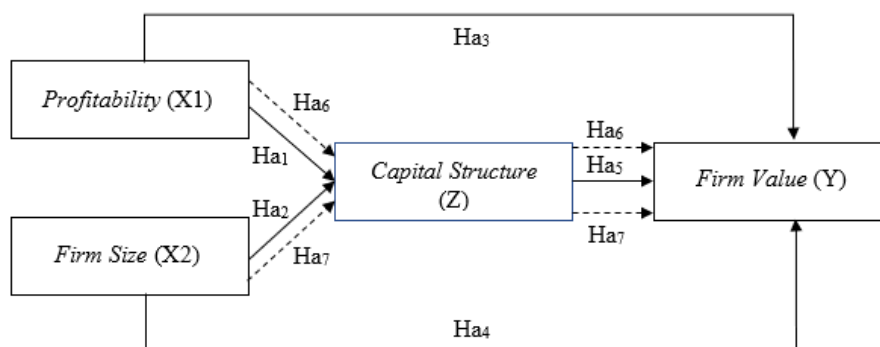 Ha3
Profitability (X1)
Ha6
Ha1
Ha6
Capital Structure
(Z)
Ha5
Firm Value (Y)
Ha2
Firm Size (X2)
Ha7
Ha7
Ha4